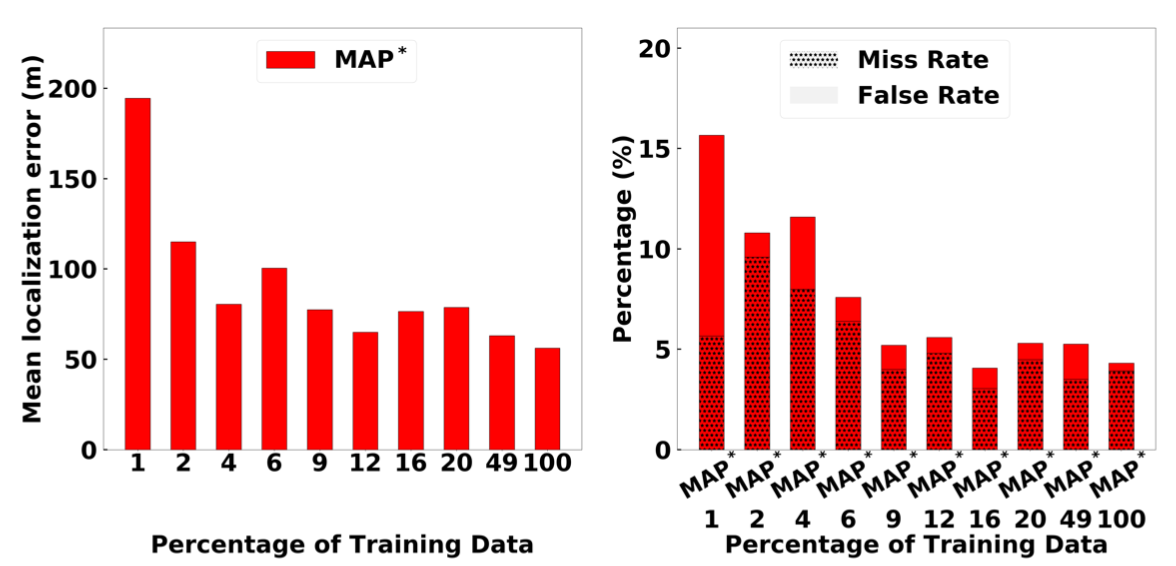 Mean localization error (m)
200
150
100
50
0
MAP*
1 2 4 6 9 12 16 20 49 100
Percentage of Training Data
Percentage (%)
20
15
10
5
0
Miss Rate
False Rate
MAP* MAP* MAP* MAP* MAP* MAP* MAP* MAP* MAP* MAP*
1 2 4 6 9 12 16 20 49 100
Percentage of Training Data